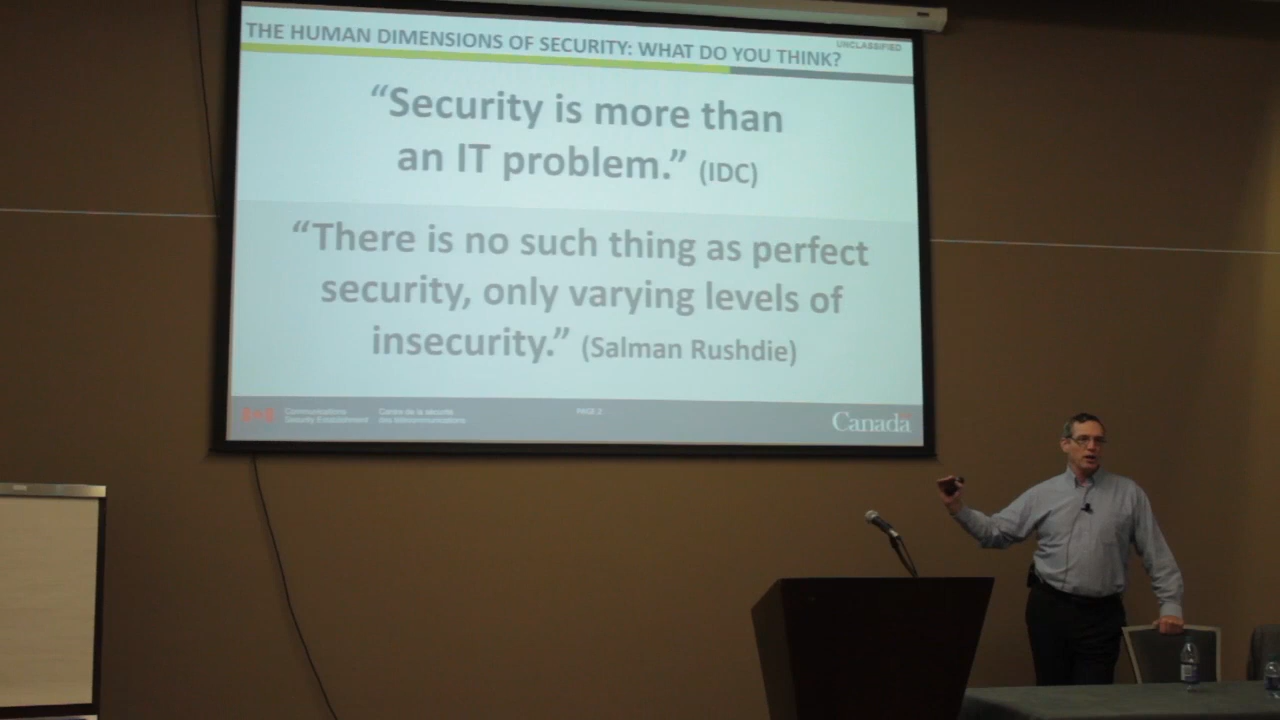 THE HUMAN DIMENSIONS OF SECURITY: WHAT DO YOU THINK?
UNCLASSIFIED
“Security is more than
an IT problem.” (IDC)
“There is no such thing as perfect
security, only varying levels of
insecurity.” (Salman Rushdie)
Communications
Security Establishment
Centre de la sécurité
des télécommunications
PAGE 2
Canada